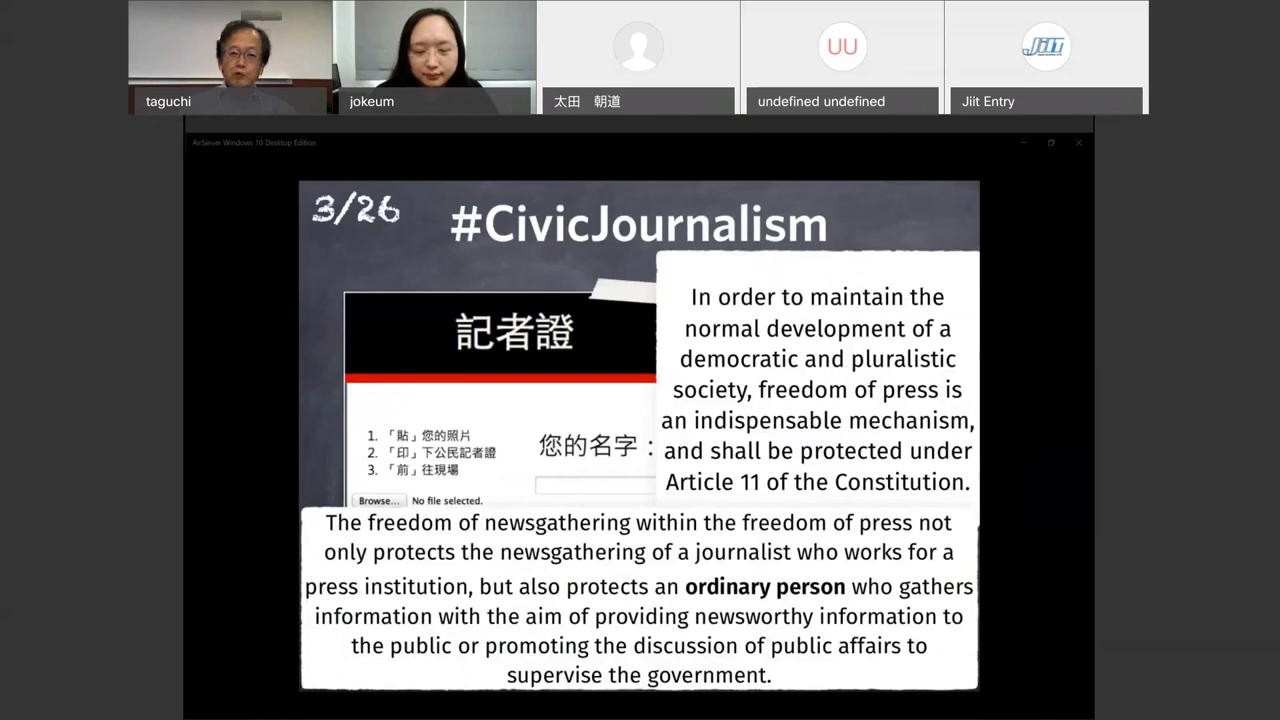 taguchi
jokeum
太田 朝道
UU
undefined undefined
JiiT
Jiit Entry
AirServer Windows 10 Desktop Edition
3/26
#CivicJournalism
記者證
1. 「貼」您的照片
2. 「印」下公民記者證
3. 「前」往現場
您的名字：
Browse... No file selected.
In order to maintain the
normal development of a
democratic and pluralistic
society, freedom of press is
an indispensable mechanism,
and shall be protected under
Article 11 of the Constitution.
The freedom of newsgathering within the freedom of press not
only protects the newsgathering of a journalist who works for a
press institution, but also protects an ordinary person who gathers
information with the aim of providing newsworthy information to
the public or promoting the discussion of public affairs to
supervise the government.